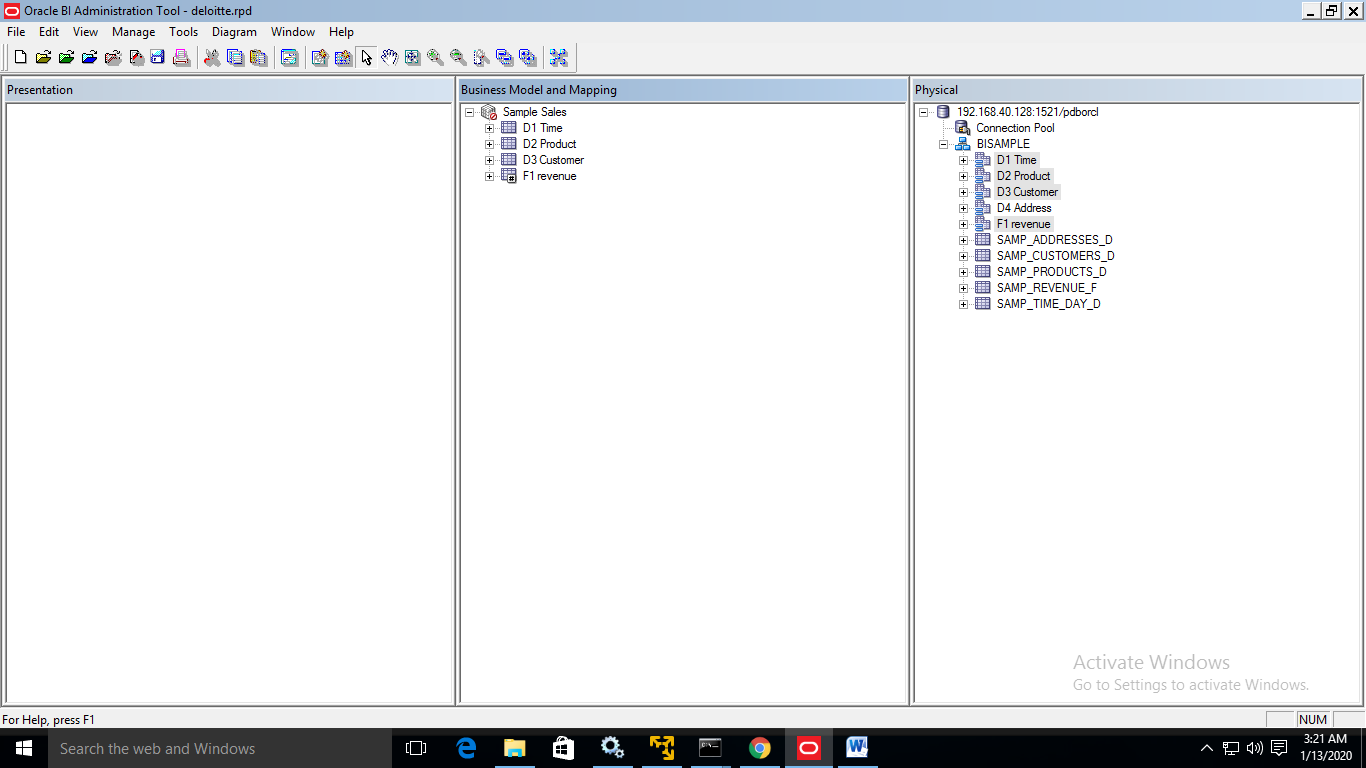 Oracle BI Administration Tool - deloitte.rpd
File Edit View Manage Tools Diagram Window Help
Presentation
Business Model and Mapping
Sample Sales
D1 Time
D2 Product
D3 Customer
F1 revenue
Physical
192.168.40.128:1521/pdborcl
Connection Pool
BISAMPLE
D1 Time
D2 Product
D3 Customer
D4 Address
F1 revenue
SAMP_ADDRESSES_D
SAMP_CUSTOMERS_D
SAMP_PRODUCTS_D
SAMP_REVENUE_F
SAMP_TIME_DAY_D
Activate Windows
Go to Settings to activate Windows.
For Help, press F1
NUM
Search the web and Windows
3:21 AM
1/13/2020